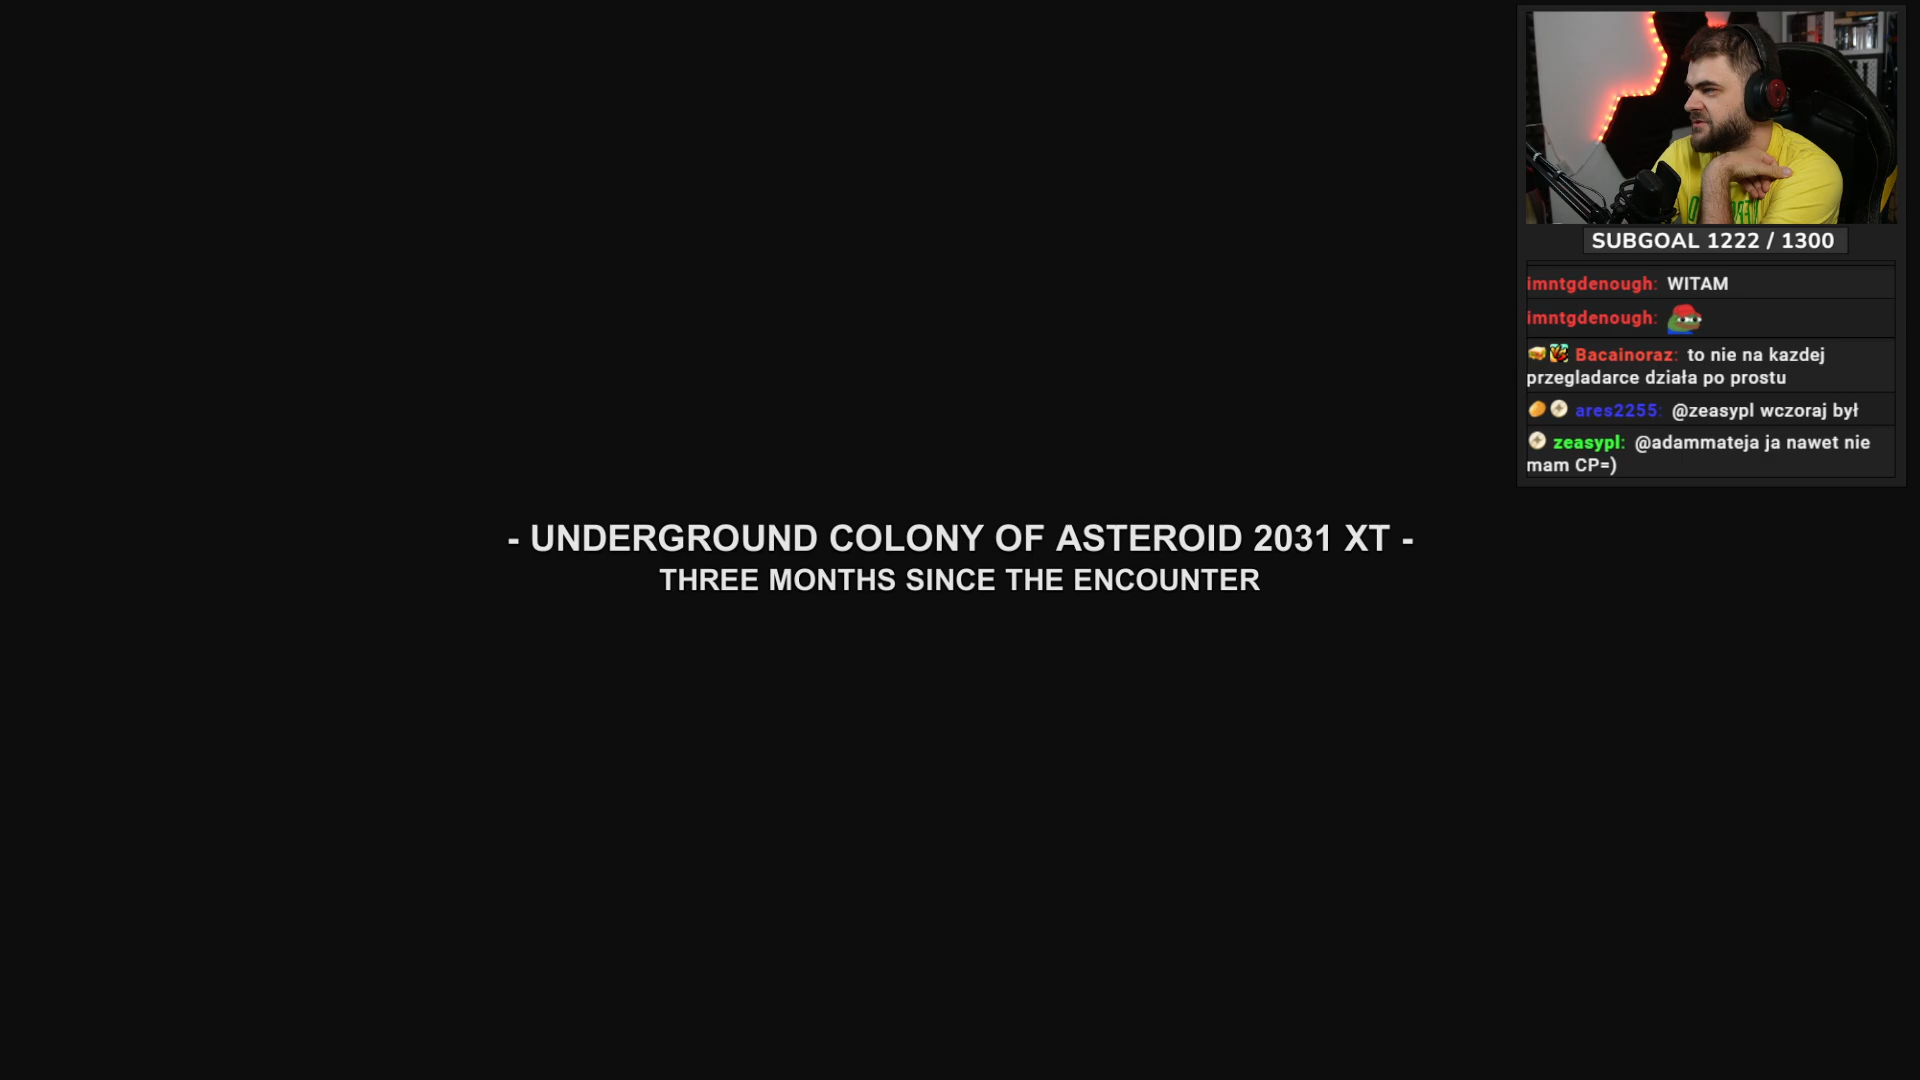 SUBGOAL 1222 / 1300
imntgdenough: WITAM
imntgdenough:
Bacainoraz: to nie na kazdej
przegladarce działa po prostu
ares2255: @zeasypl wczoraj był
zeasypl: @adammateja ja nawet nie
mam CP=)
- UNDERGROUND COLONY OF ASTEROID 2031 XT -
THREE MONTHS SINCE THE ENCOUNTER